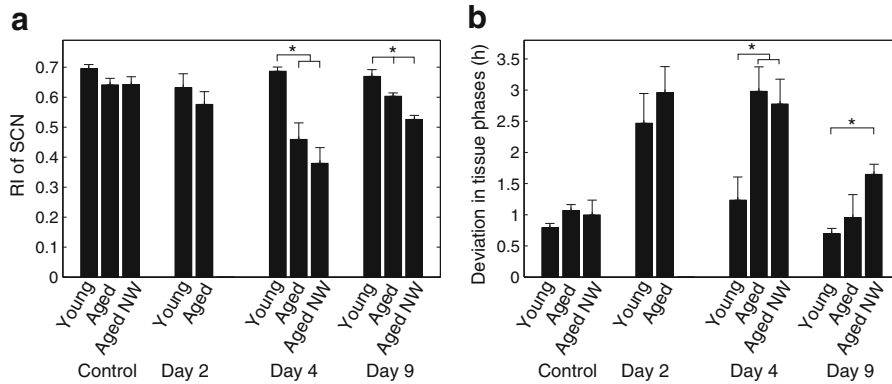 a
RI of SCN
0.7
0.6
0.5
0.4
0.3
0.2
0.1
0
*
*
Young
Aged
Aged NW
Young
Aged
Young
Aged
Aged NW
Young
Aged
Aged NW
Control
Day 2
Day 4
Day 9
b
Deviation in tissue phases (h)
3.5
3
2.5
2
1.5
1
0.5
0
*
*
Young
Aged
Aged NW
Young
Aged
Young
Aged
Aged NW
Young
Aged
Aged NW
Control
Day 2
Day 4
Day 9